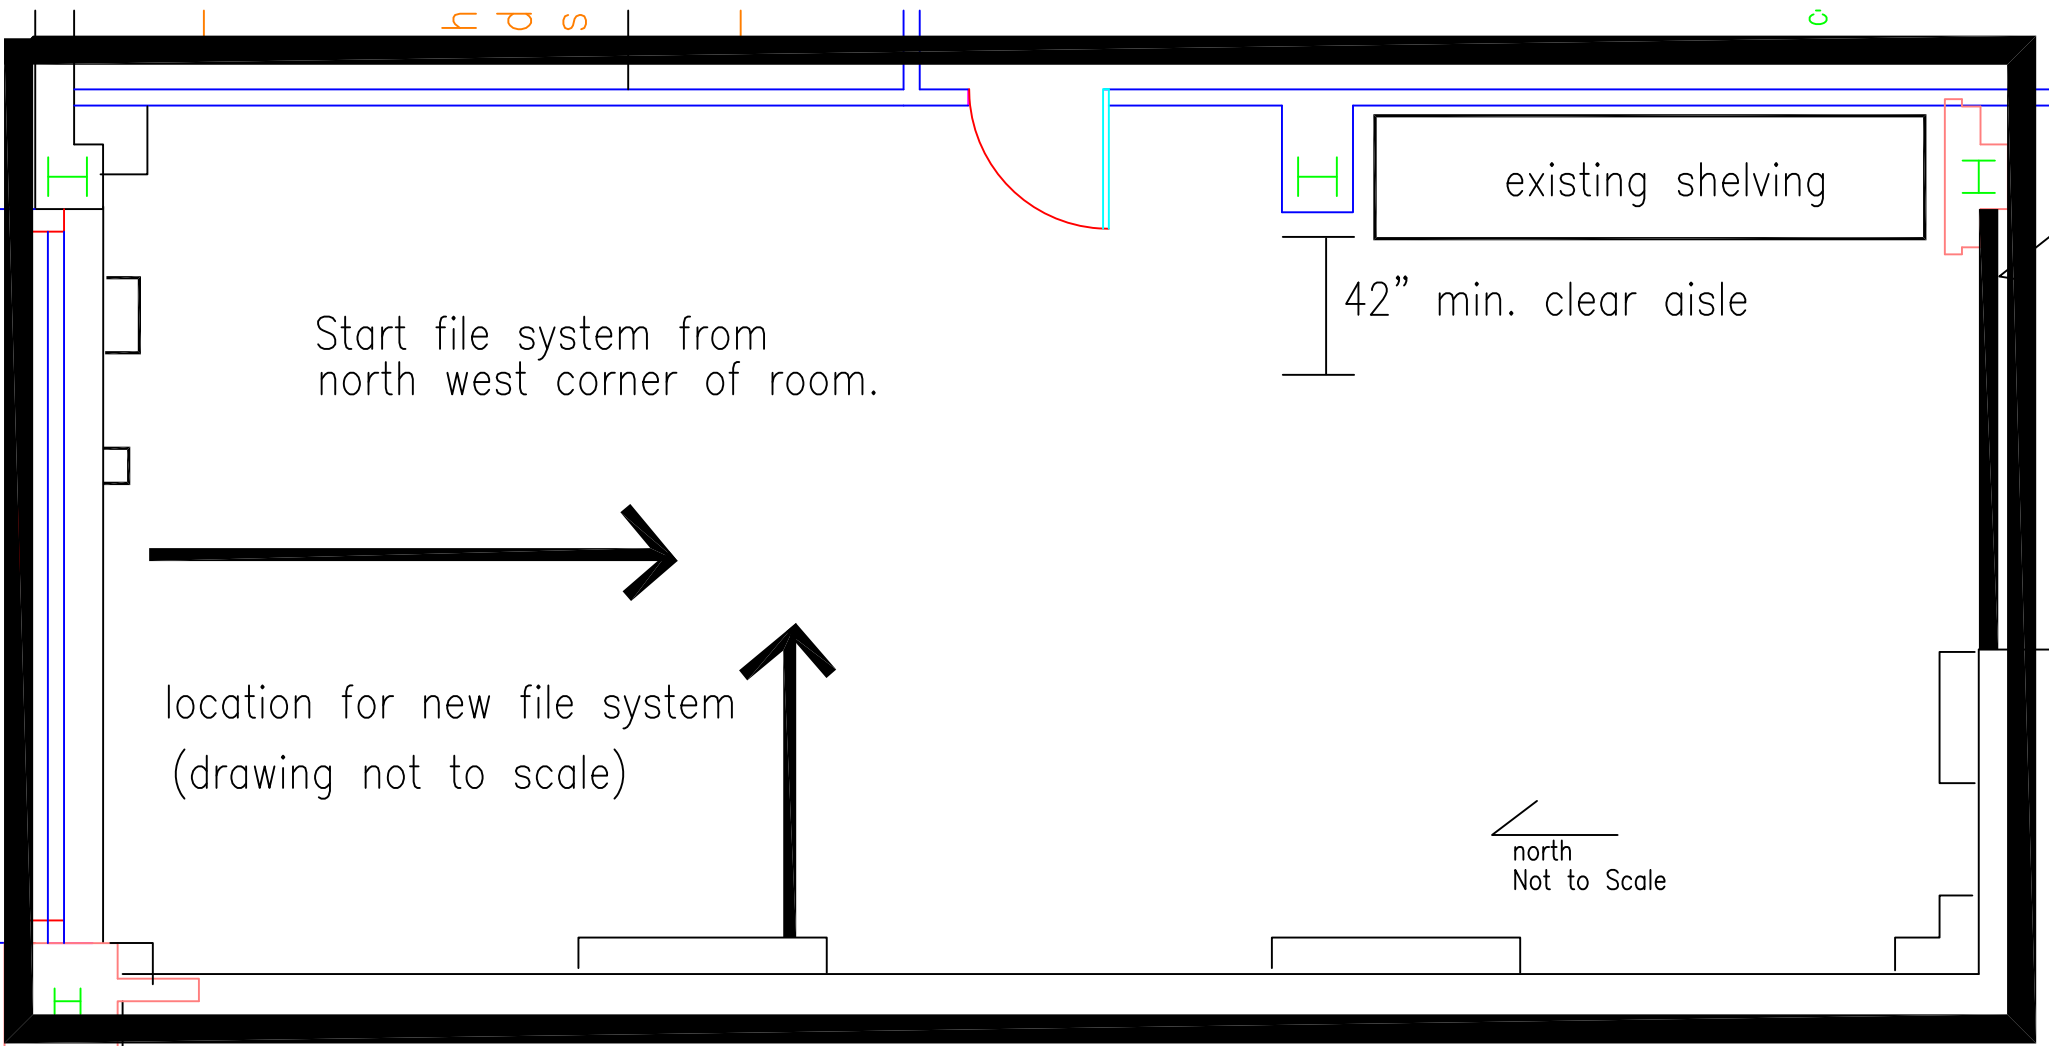 h
d
s
c
existing shelving
42” min. clear aisle
Start file system from
north west corner of room.
location for new file system
(drawing not to scale)
north
Not to Scale